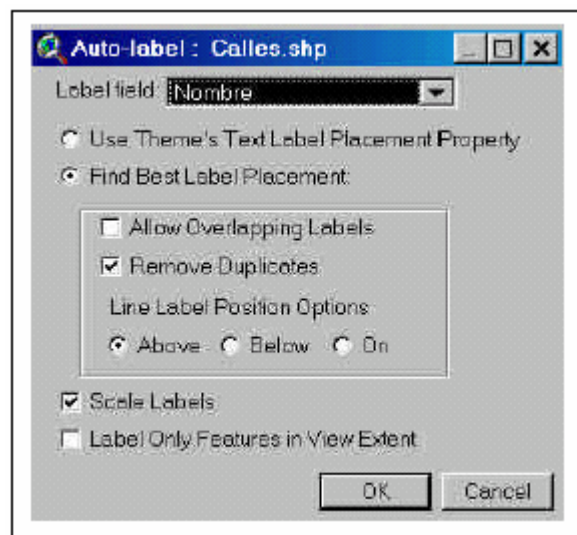 Auto-label : Calles.shp
Label field: Nombre
Use Theme's Text Label Placement Property
Find Best Label Placement:
Allow Overlapping Labels
Remove Duplicates
Line Label Position Options
Above Below On
Scale Labels
Label Only Features in View Extent
OK Cancel